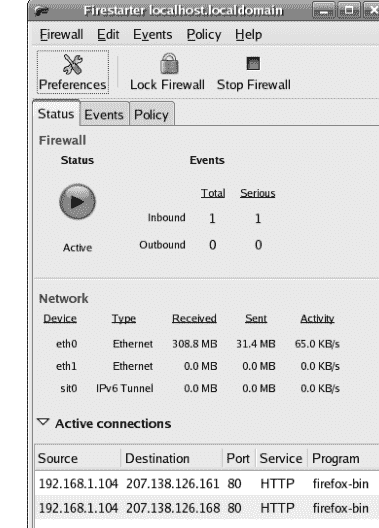 Firestarter localhost.localdomain
Firewall Edit Events Policy Help
Preferences Lock Firewall Stop Firewall
Status Events Policy
Firewall
Status Events
Total Serious
Inbound 1 1
Outbound 0 0
Active
Network
Device Type Received Sent Activity
eth0 Ethernet 308.8 MB 31.4 MB 65.0 KB/s
eth1 Ethernet 0.0 MB 0.0 MB 0.0 KB/s
sit0 IPv6 Tunnel 0.0 MB 0.0 MB 0.0 KB/s
Active connections
Source Destination Port Service Program
192.168.1.104 207.138.126.161 80 HTTP firefox-bin
192.168.1.104 207.138.126.168 80 HTTP firefox-bin